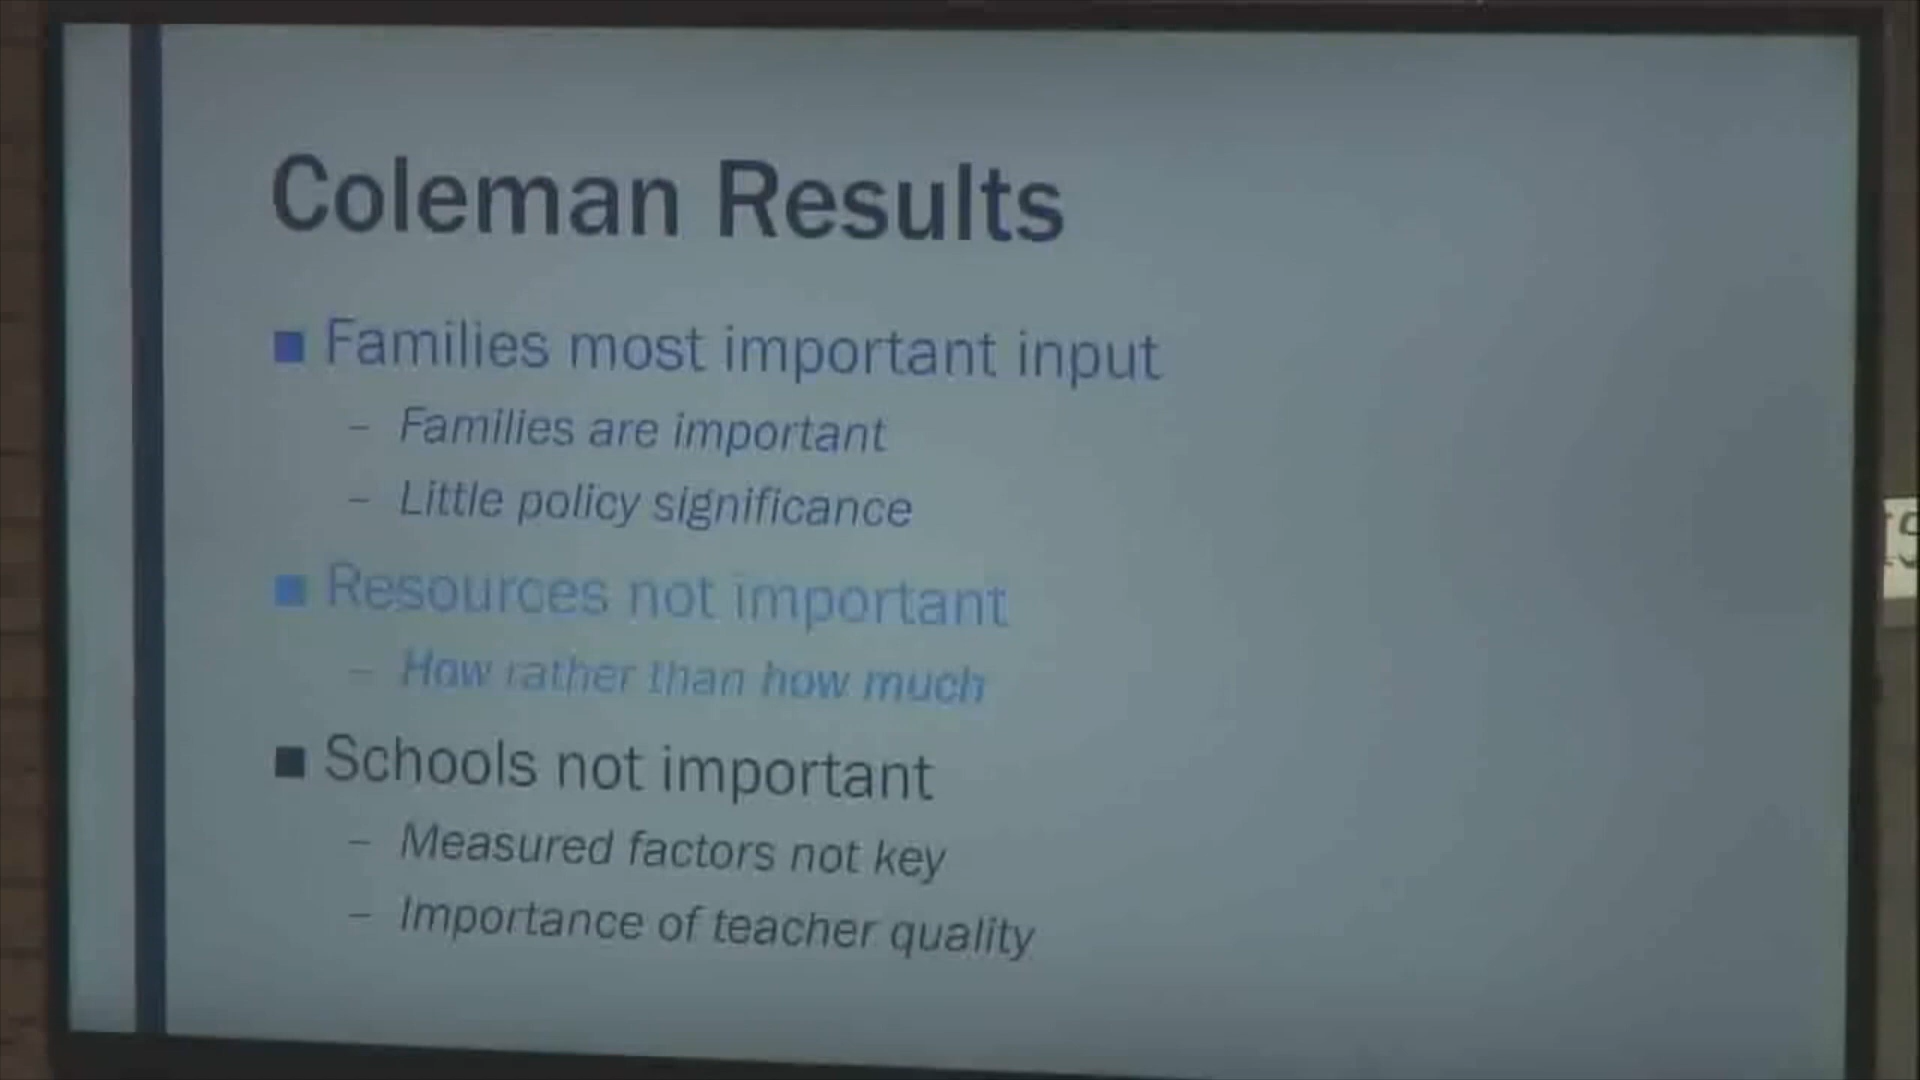 Coleman Results
■ Families most important input
– Families are important
– Little policy significance
■ Resources not important
– How rather than how much
■ Schools not important
– Measured factors not key
– Importance of teacher quality